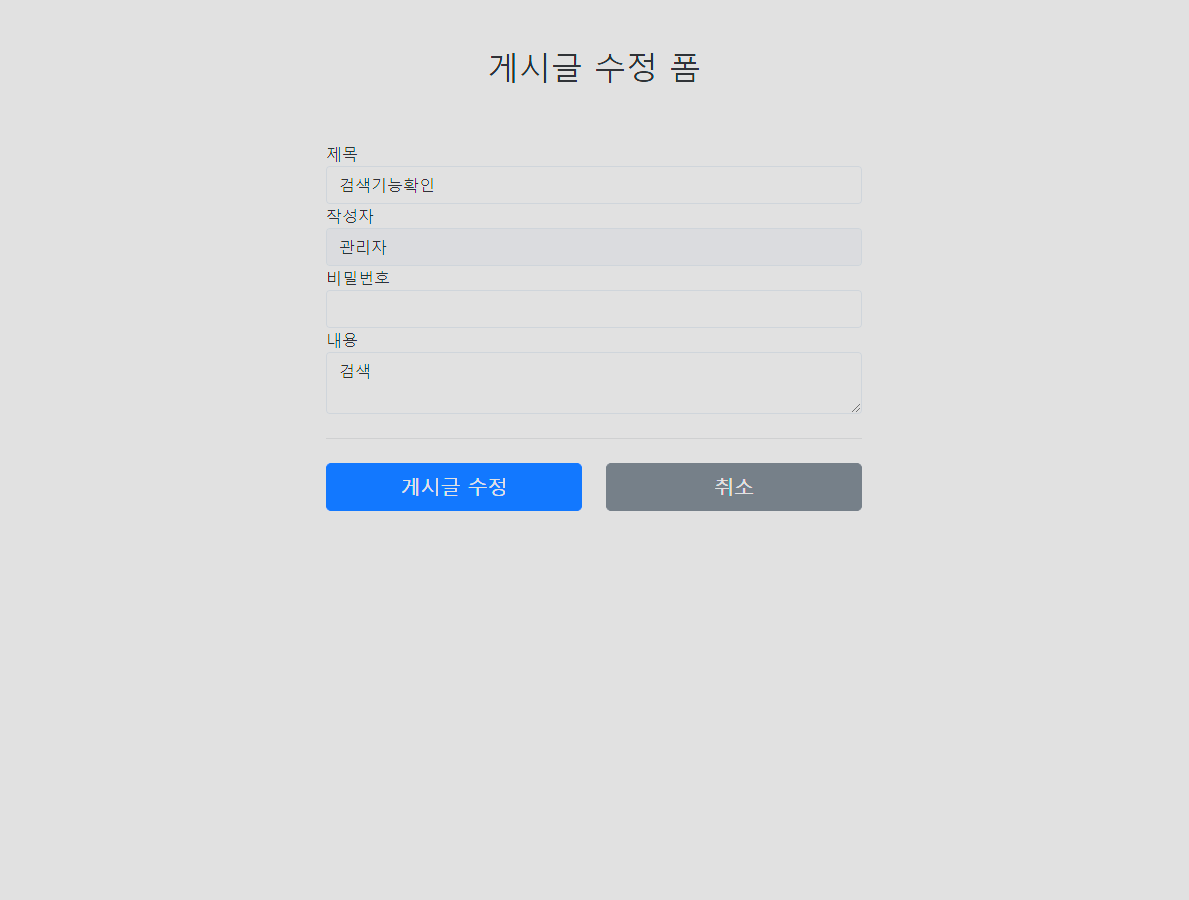 게시글 수정 폼
제목
검색기능확인
작성자
관리자
비밀번호
내용
검색
게시글 수정
취소